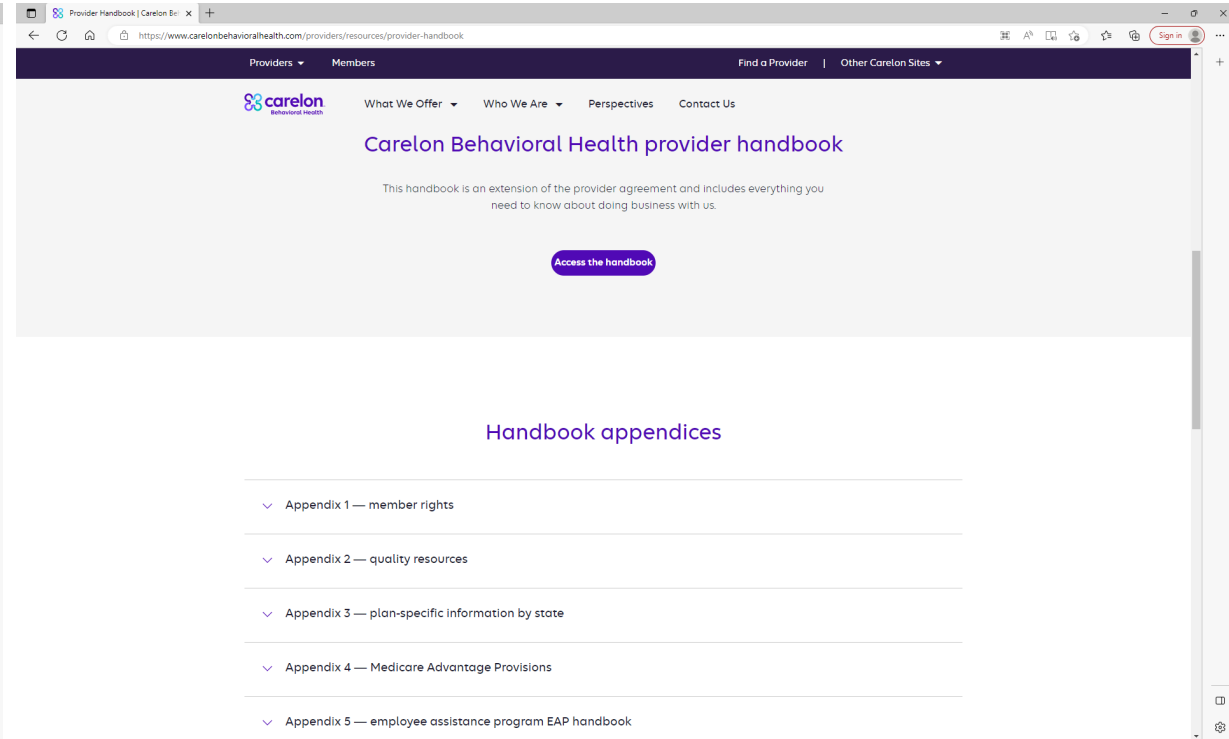 Provider Handbook | Carelon Be
https://www.carelonbehavioralhealth.com/providers/resources/provider-handbook
Sign in
Providers
Members
Find a Provider | Other Carelon Sites
carelon
Behavioral Health
What We Offer
Who We Are
Perspectives
Contact Us
Carelon Behavioral Health provider handbook
This handbook is an extension of the provider agreement and includes everything you
need to know about doing business with us.
Access the handbook
Handbook appendices
Appendix 1 — member rights
Appendix 2 — quality resources
Appendix 3 — plan-specific information by state
Appendix 4 — Medicare Advantage Provisions
Appendix 5 — employee assistance program EAP handbook